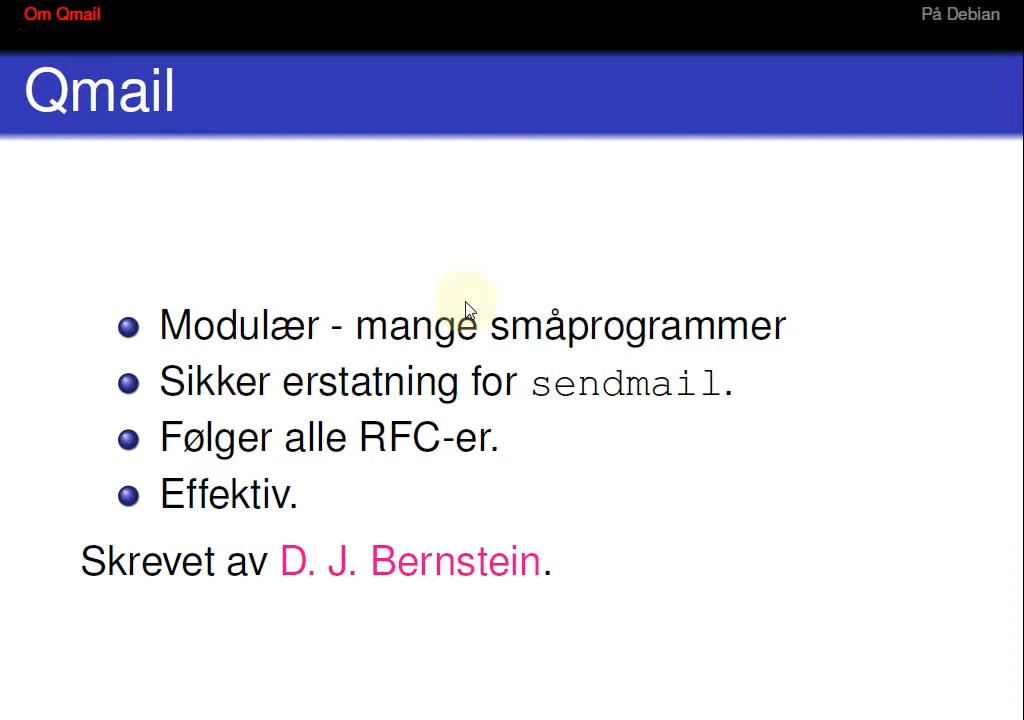 Om Qmail
På Debian
Qmail
Modulær - mange småprogrammer
Sikker erstatning for sendmail.
Følger alle RFC-er.
Effektiv.
Skrevet av D. J. Bernstein.